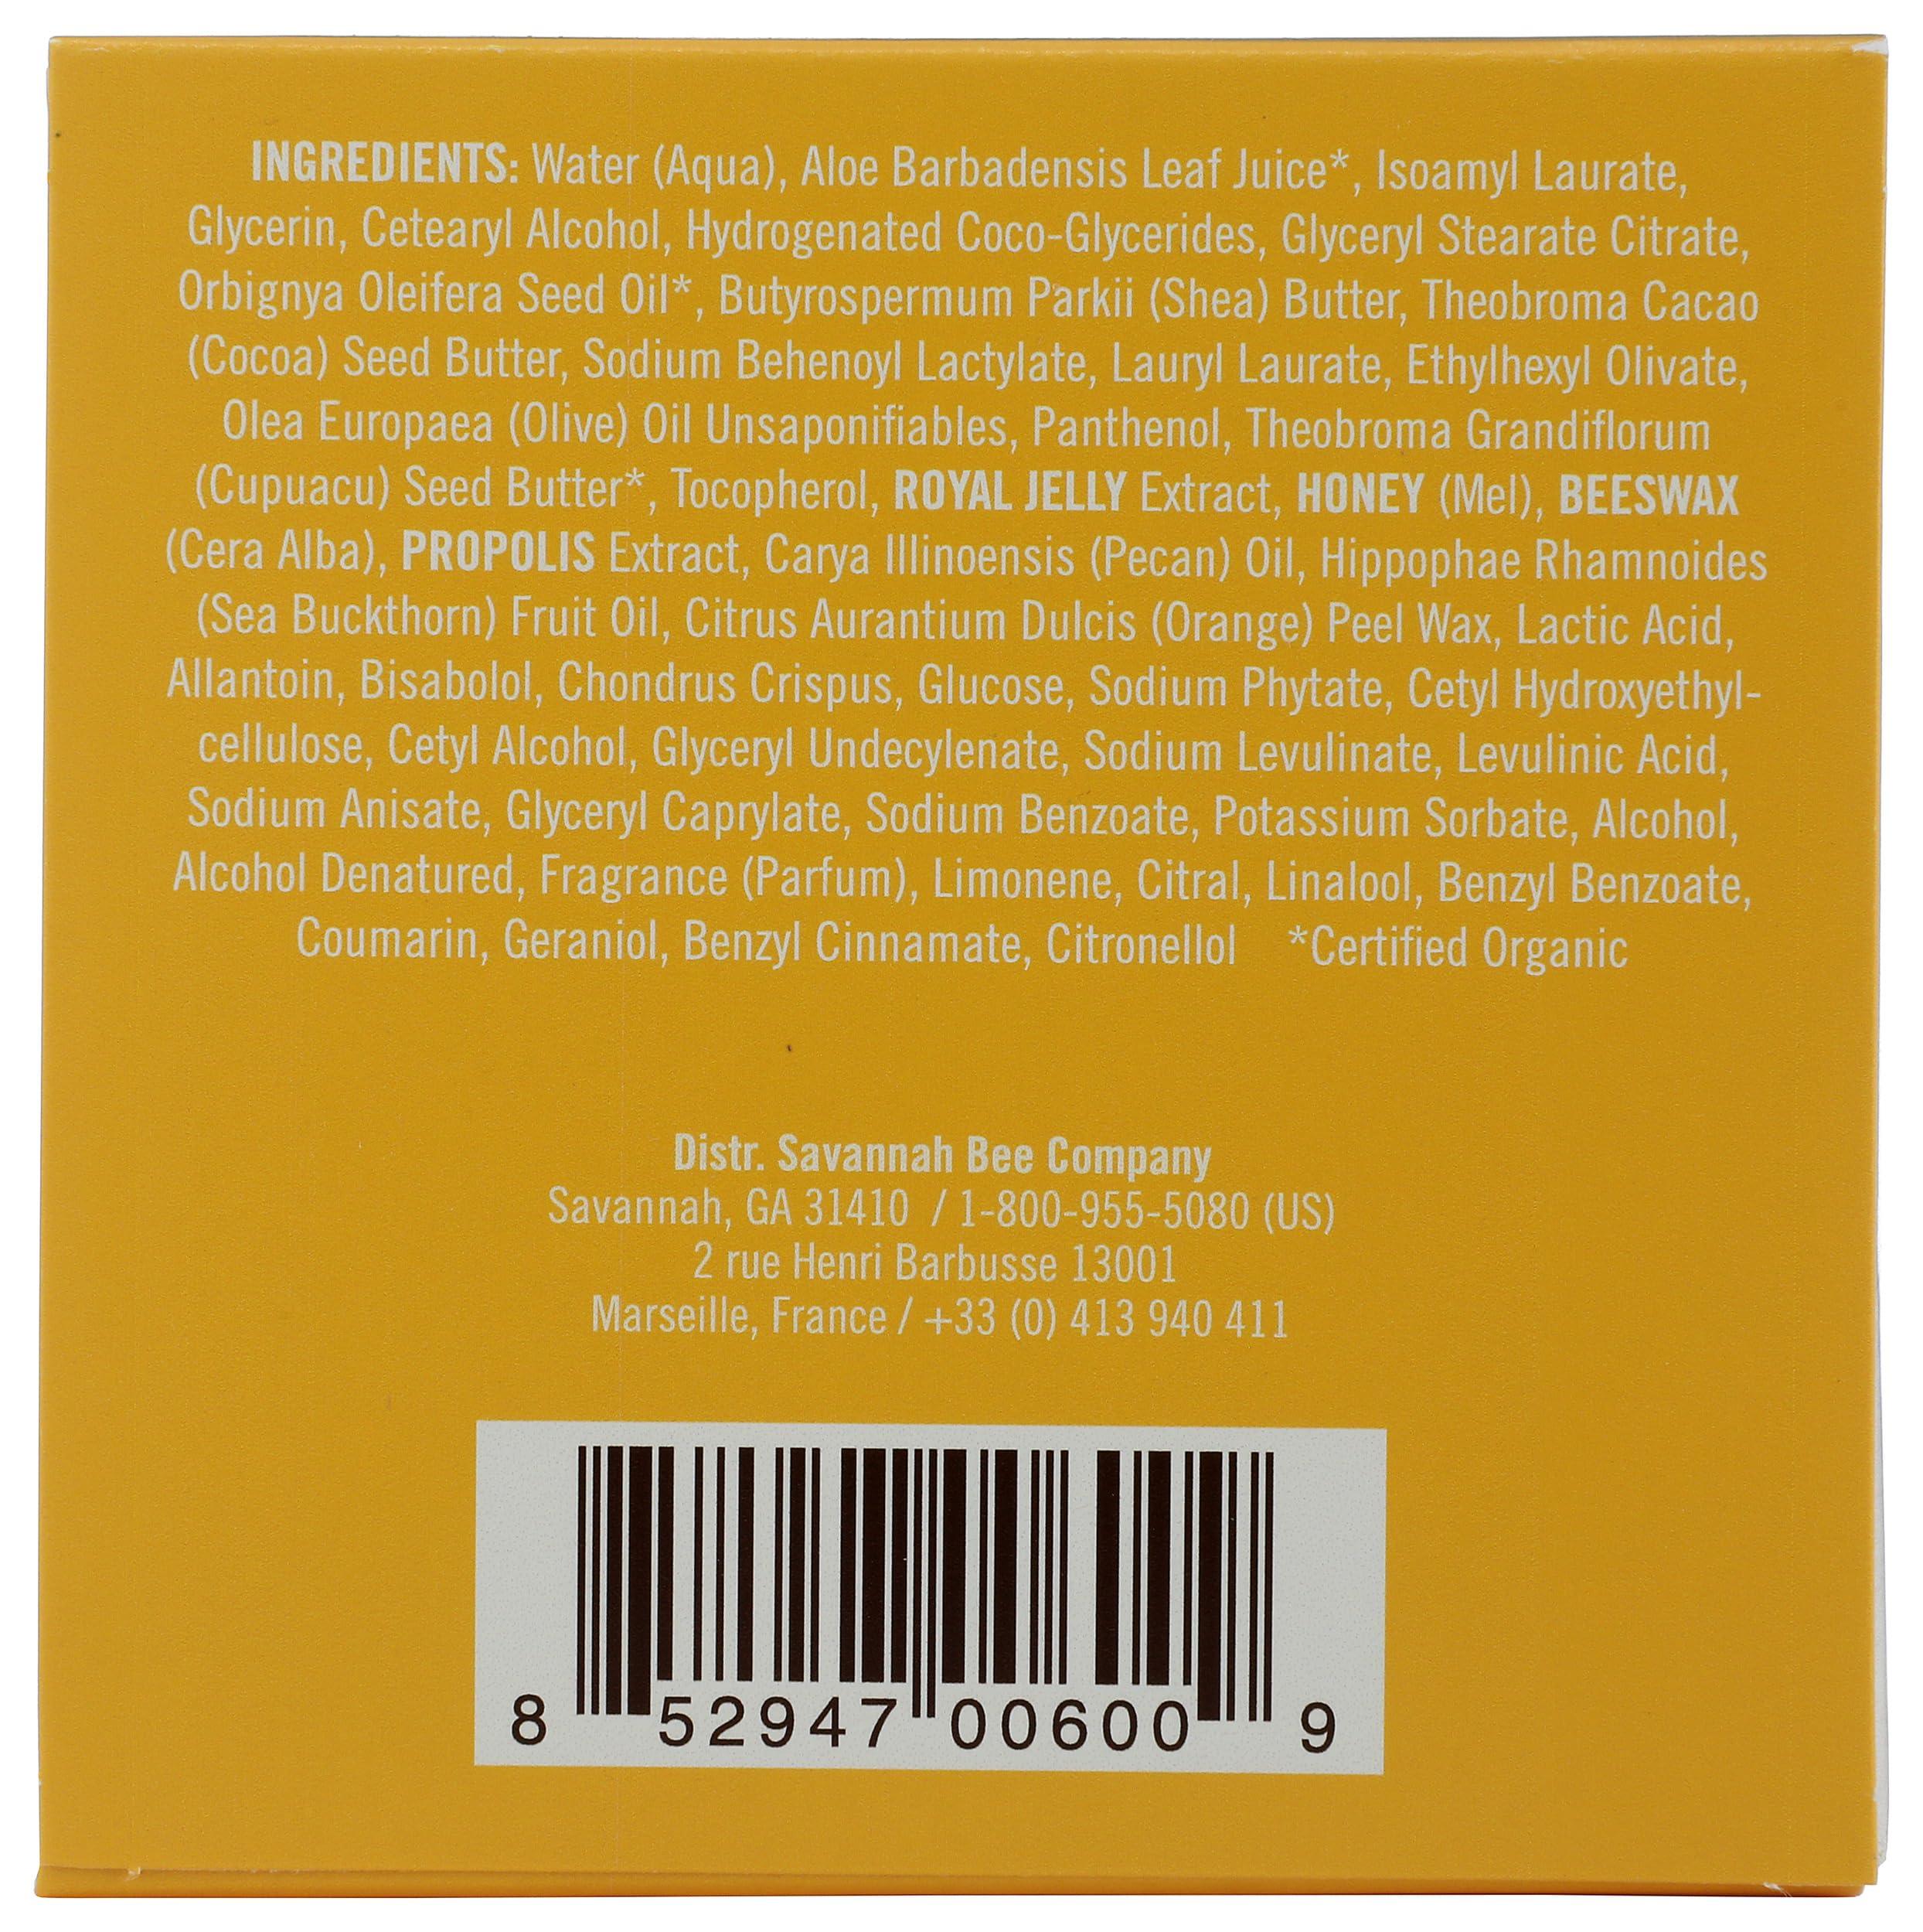 INGREDIENTS: Water (Aqua), Aloe Barbadensis Leaf Juice*, Isoamyl Laurate,
Glycerin, Cetearyl Alcohol, Hydrogenated Coco-Glycerides, Glyceryl Stearate Citrate,
Orbignya Oleifera Seed Oil*, Butyrospermum Parkii (Shea) Butter, Theobroma Cacao
(Cocoa) Seed Butter, Sodium Behenoyl Lactylate, Lauryl Laurate, Ethylhexyl Olivate,
Olea Europaea (Olive) Oil Unsaponifiables, Panthenol, Theobroma Grandiflorum
(Cupuacu) Seed Butter*, Tocopherol, ROYAL JELLY Extract, HONEY (Mel), BEESWAX
(Cera Alba), PROPOLIS Extract, Carya Illinoensis (Pecan) Oil, Hippophae Rhamnoides
(Sea Buckthorn) Fruit Oil, Citrus Aurantium Dulcis (Orange) Peel Wax, Lactic Acid,
Allantoin, Bisabolol, Chondrus Crispus, Glucose, Sodium Phytate, Cetyl Hydroxyethyl-
cellulose, Cetyl Alcohol, Glyceryl Undecylenate, Sodium Levulinate, Levulinic Acid,
Sodium Anisate, Glyceryl Caprylate, Sodium Benzoate, Potassium Sorbate, Alcohol,
Alcohol Denatured, Fragrance (Parfum), Limonene, Citral, Linalool, Benzyl Benzoate,
Coumarin, Geraniol, Benzyl Cinnamate, Citronellol *Certified Organic
Distr. Savannah Bee Company
Savannah, GA 31410 / 1-800-955-5080 (US)
2 rue Henri Barbusse 13001
Marseille, France / +33 (0) 413 940 411
8 52947 00600 9